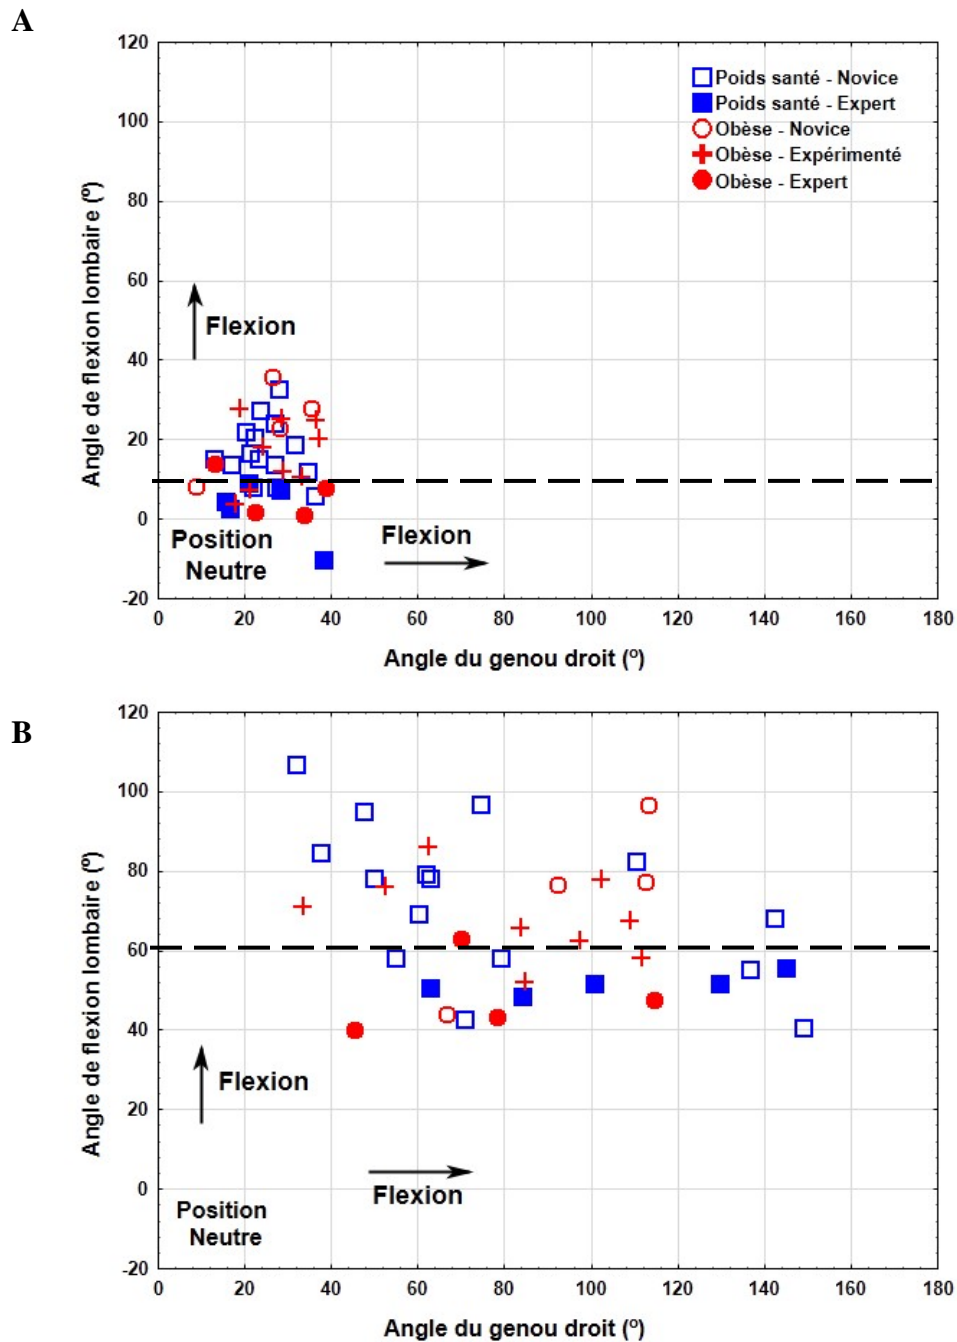 A
120
100
80
60
40
20
0
-20
Angle de flexion lombaire (º)
Poids santé - Novice
Poids santé - Expert
Obèse - Novice
Obèse - Expérimenté
Obèse - Expert
Flexion
Position
Neutre
Flexion
0 20 40 60 80 100 120 140 160 180
Angle du genou droit (º)
B
120
100
80
60
40
20
0
-20
Angle de flexion lombaire (º)
Flexion
Flexion
Position
Neutre
0 20 40 60 80 100 120 140 160 180
Angle du genou droit (º)